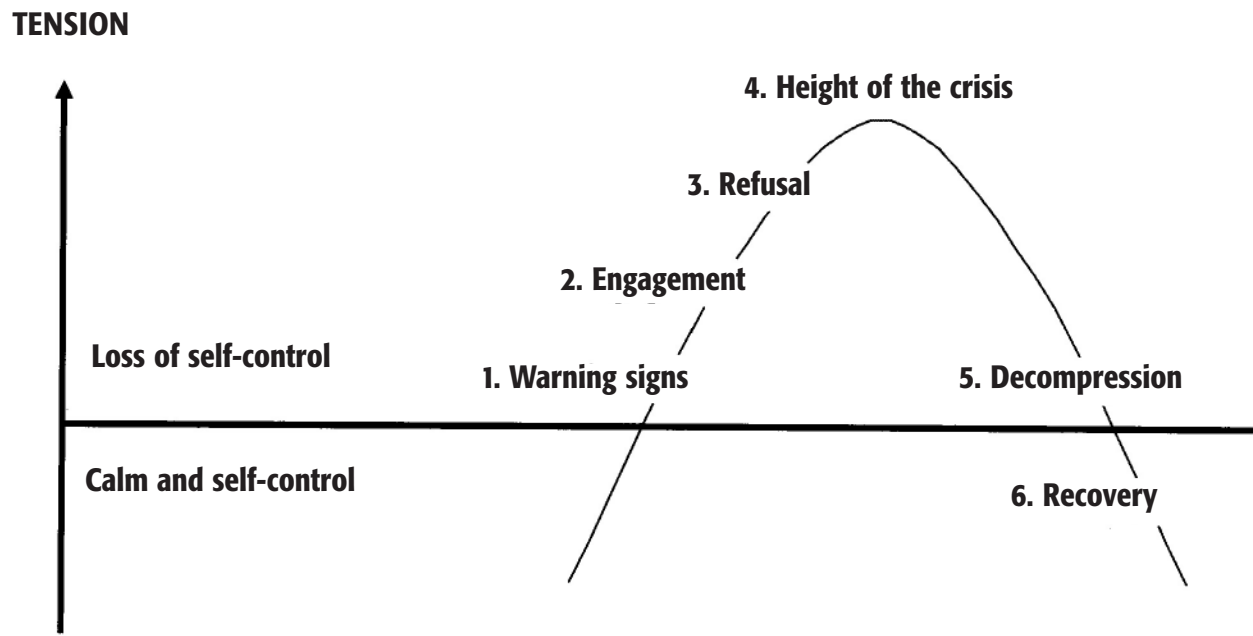 TENSION
4. Height of the crisis
3. Refusal
2. Engagement
Loss of self-control
1. Warning signs
5. Decompression
Calm and self-control
6. Recovery